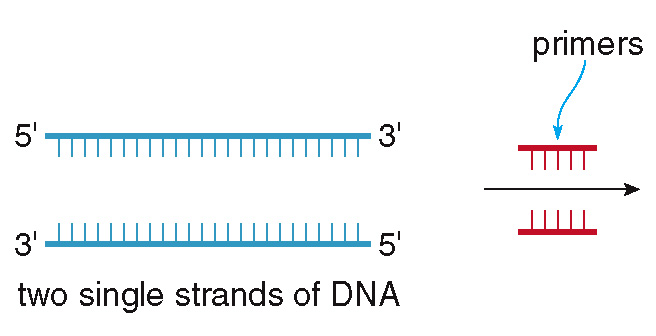 primers
5' 3'
3' 5'
two single strands of DNA